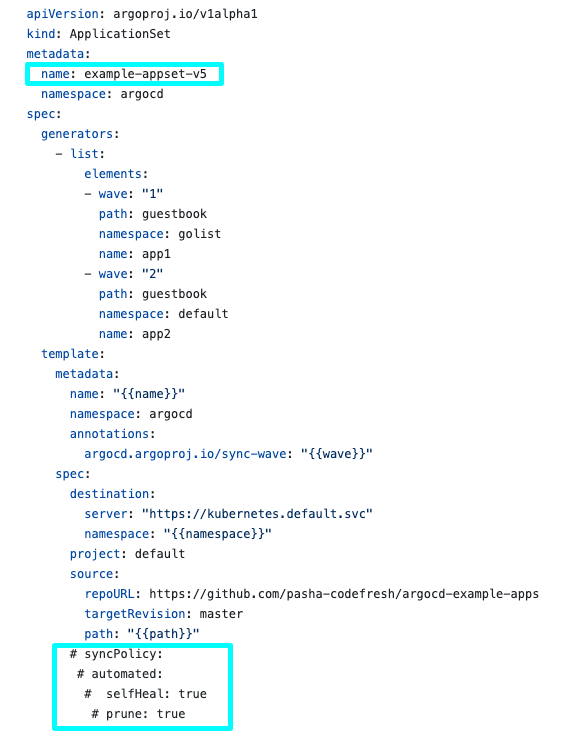 apiVersion: argoproj.io/v1alpha1
kind: ApplicationSet
metadata:
  name: example-appset-v5
  namespace: argocd
spec:
  generators:
    - list:
        elements:
        - wave: "1"
          path: guestbook
          namespace: golist
          name: app1
        - wave: "2"
          path: guestbook
          namespace: default
          name: app2
  template:
    metadata:
      name: "{{name}}"
      namespace: argocd
      annotations:
        argocd.argoproj.io/sync-wave: "{{wave}}"
    spec:
      destination:
        server: "https://kubernetes.default.svc"
        namespace: "{{namespace}}"
      project: default
      source:
        repoURL: https://github.com/pasha-codefresh/argocd-example-apps
        targetRevision: master
        path: "{{path}}"
      # syncPolicy:
       # automated:
        #  selfHeal: true
         # prune: true